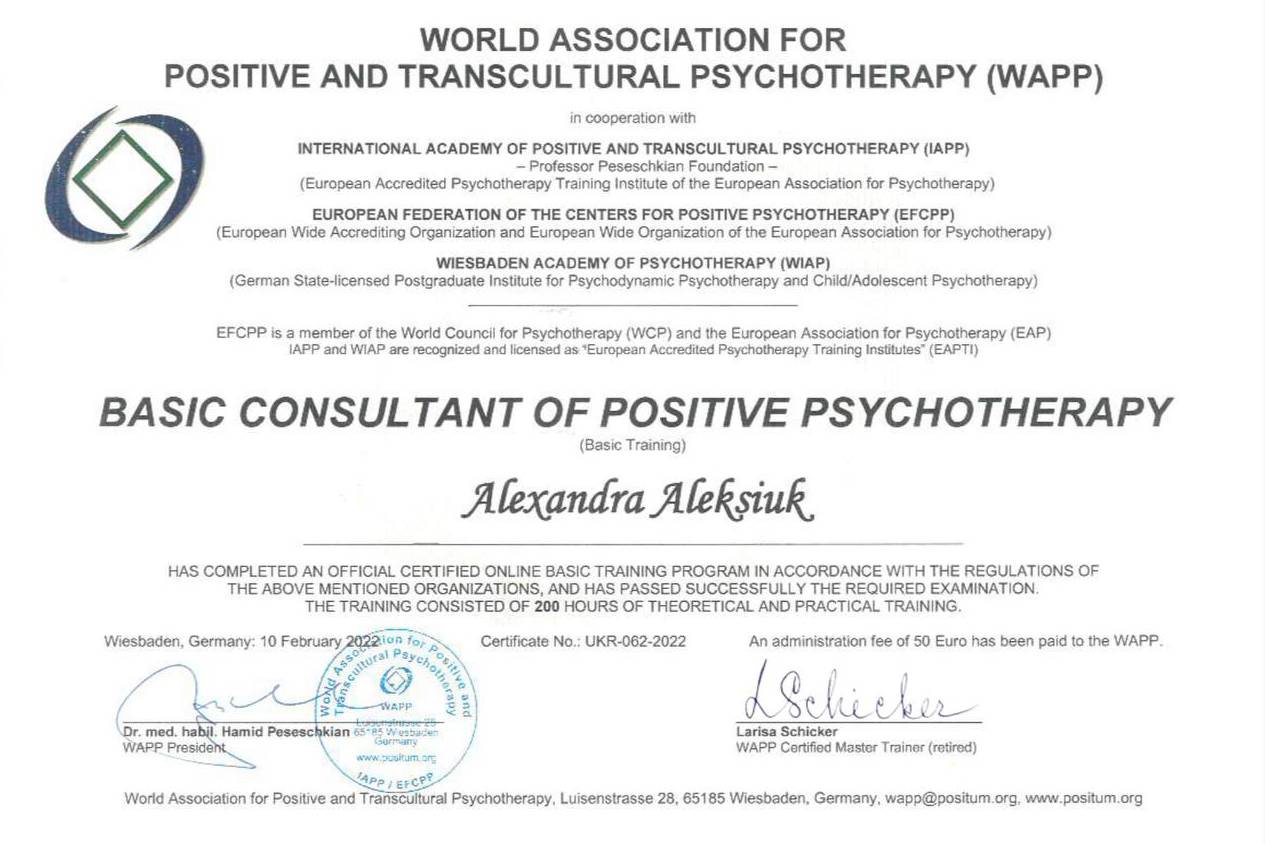 WORLD ASSOCIATION FOR
POSITIVE AND TRANSCULTURAL PSYCHOTHERAPY (WAPP)
in cooperation with
INTERNATIONAL ACADEMY OF POSITIVE AND TRANSCULTURAL PSYCHOTHERAPY (IAPP)
– Professor Peseschkian Foundation –
(European Accredited Psychotherapy Training Institute of the European Association for Psychotherapy)
EUROPEAN FEDERATION OF THE CENTERS FOR POSITIVE PSYCHOTHERAPY (EFCPP)
(European Wide Accrediting Organization and European Wide Organization of the European Association for Psychotherapy)
WIESBADEN ACADEMY OF PSYCHOTHERAPY (WIAP)
(German State-licensed Postgraduate Institute for Psychodynamic Psychotherapy and Child/Adolescent Psychotherapy)
EFCPP is a member of the World Council for Psychotherapy (WCP) and the European Association for Psychotherapy (EAP)
IAPP and WIAP are recognized and licensed as "European Accredited Psychotherapy Training Institutes" (EAPTI)
BASIC CONSULTANT OF POSITIVE PSYCHOTHERAPY
(Basic Training)
Alexandra Aleksiuk
HAS COMPLETED AN OFFICIAL CERTIFIED ONLINE BASIC TRAINING PROGRAM IN ACCORDANCE WITH THE REGULATIONS OF
THE ABOVE MENTIONED ORGANIZATIONS, AND HAS PASSED SUCCESSFULLY THE REQUIRED EXAMINATION.
THE TRAINING CONSISTED OF 200 HOURS OF THEORETICAL AND PRACTICAL TRAINING.
Wiesbaden, Germany: 10 February 2022 Certificate No.: UKR-062-2022 An administration fee of 50 Euro has been paid to the WAPP.
World Association for Positive and
Transcultural Psychotherapy
WAPP
Luisenstrasse 28
65185 Wiesbaden
Germany
www.positum.org
IAPP / EFCPP
LSchicker
Dr. med. habil. Hamid Peseschkian
WAPP President
Larisa Schicker
WAPP Certified Master Trainer (retired)
World Association for Positive and Transcultural Psychotherapy, Luisenstrasse 28, 65185 Wiesbaden, Germany, wapp@positum.org, www.positum.org